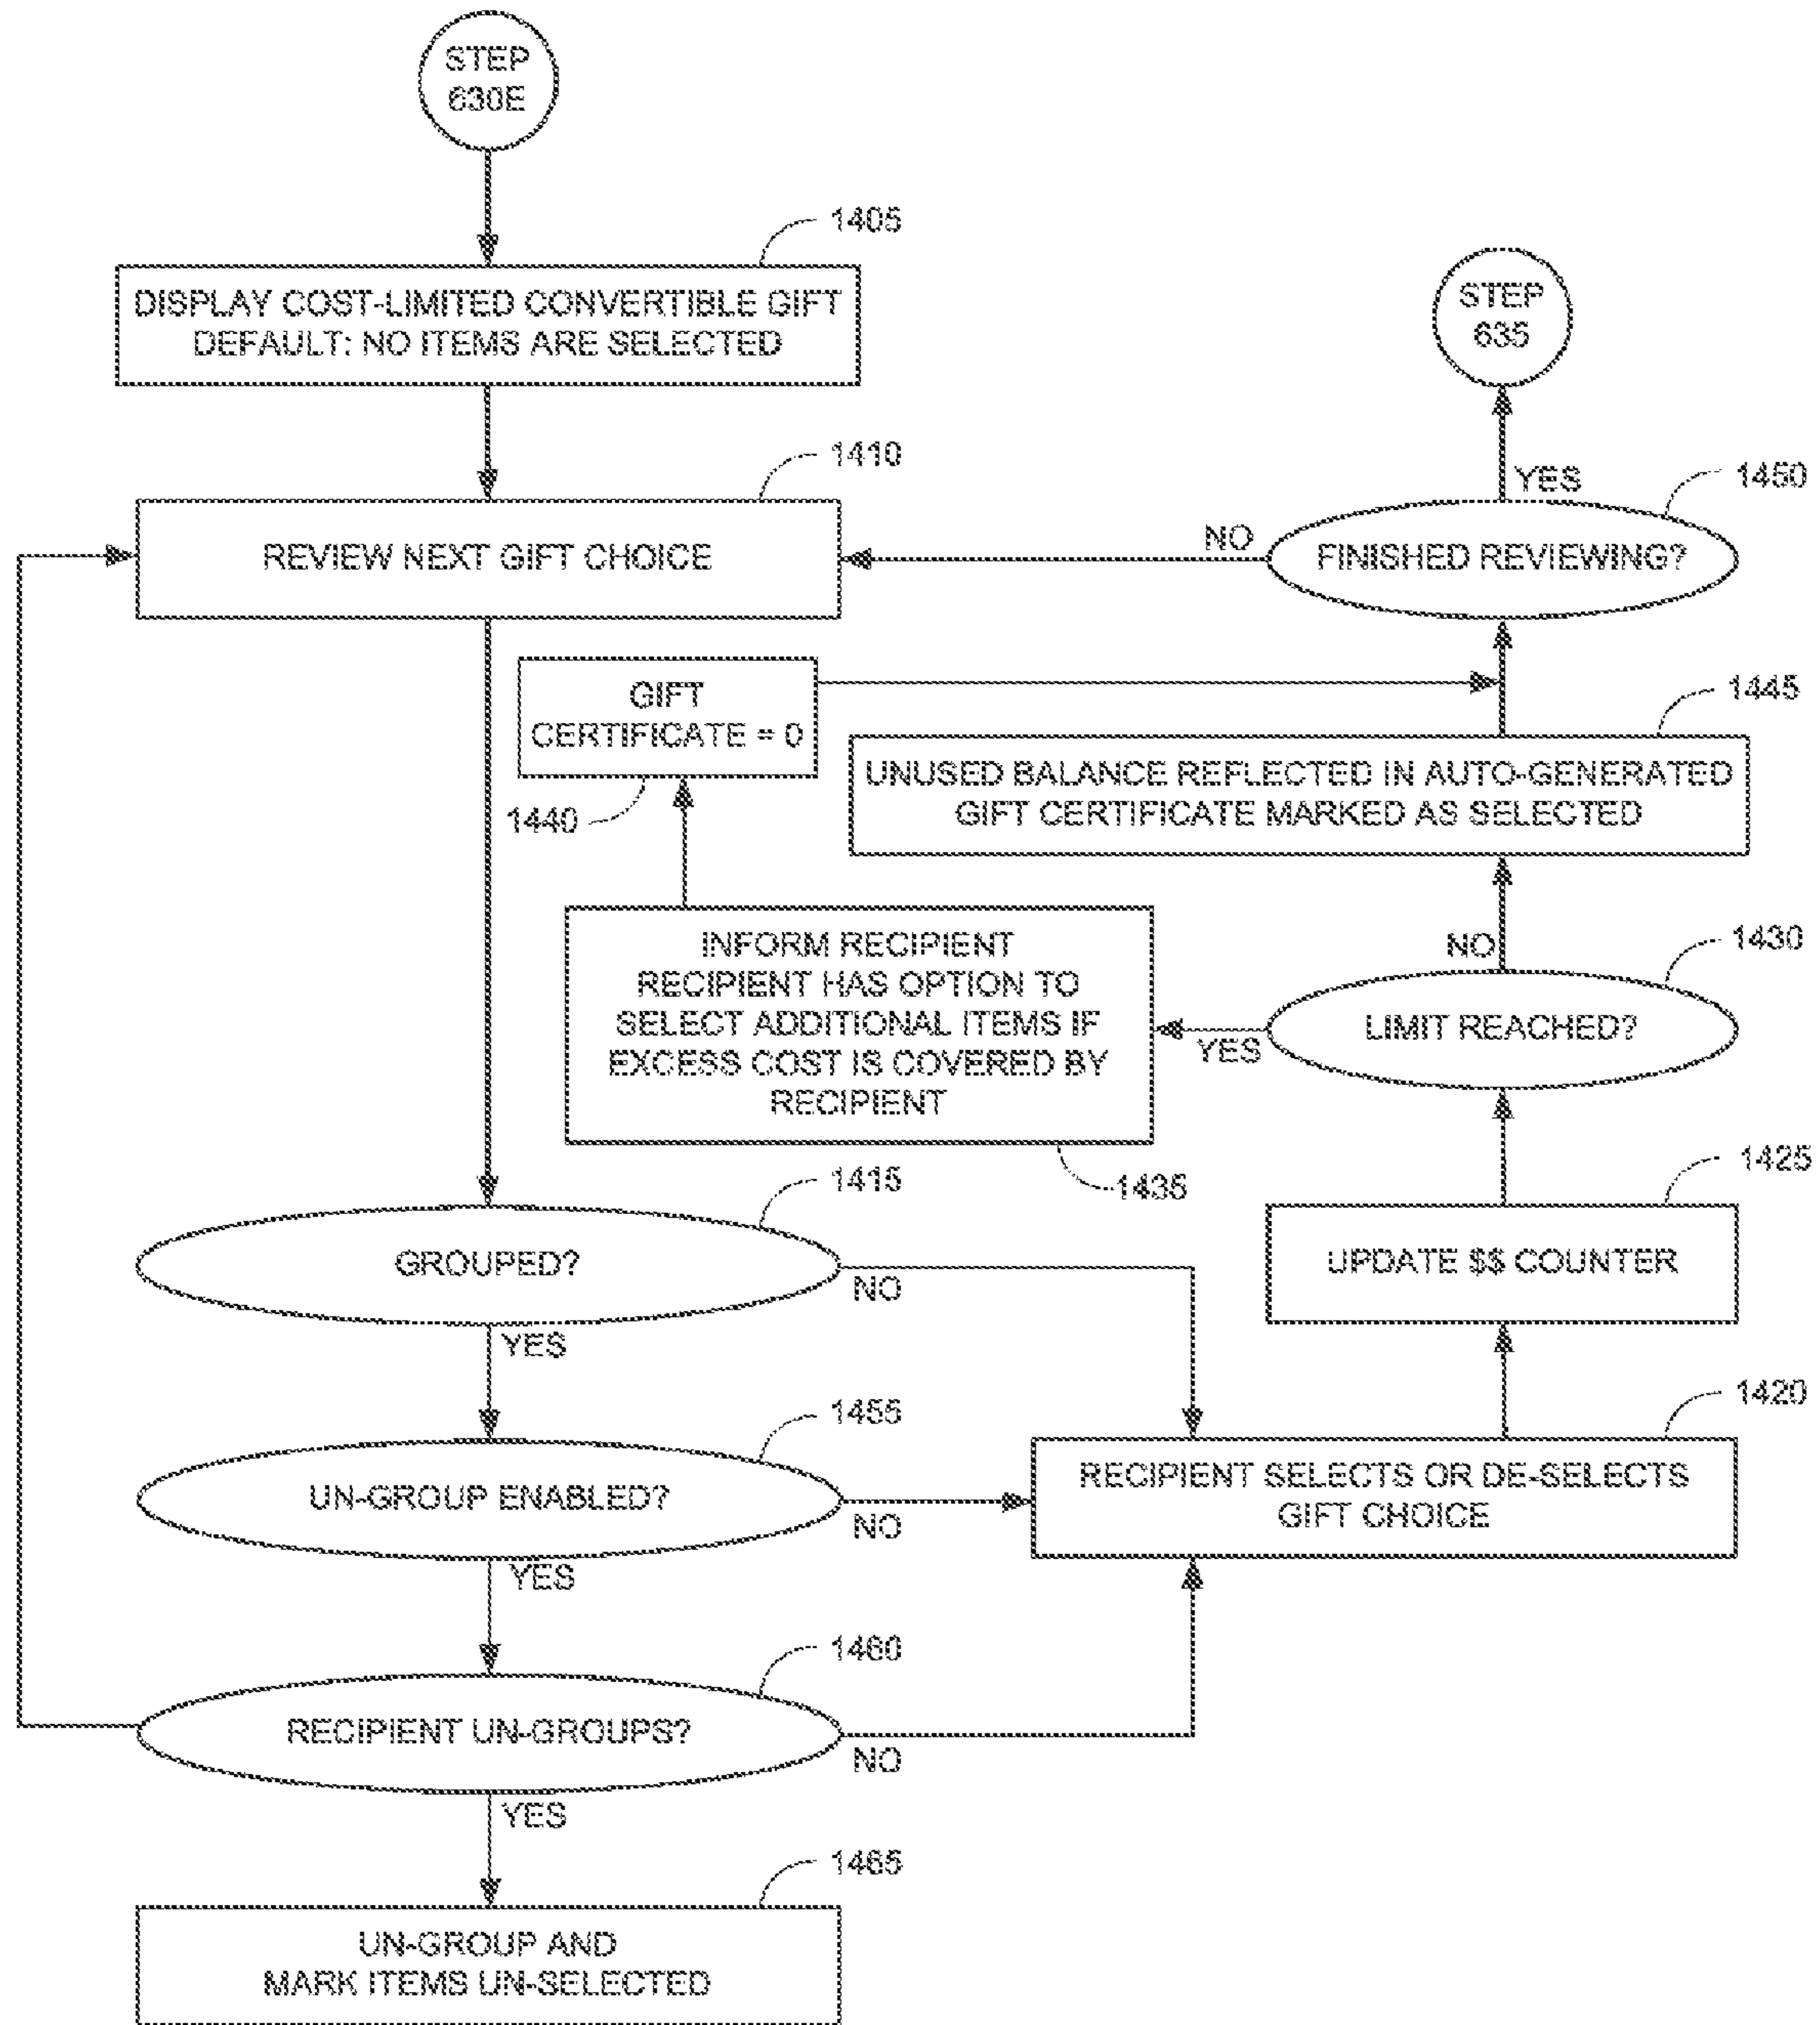 STEP
630E
1405
DISPLAY COST-LIMITED CONVERTIBLE GIFT
DEFAULT: NO ITEMS ARE SELECTED
STEP
635
1410
REVIEW NEXT GIFT CHOICE
YES
1450
NO
FINISHED REVIEWING?
GIFT
CERTIFICATE = 0
1440
1445
UNUSED BALANCE REFLECTED IN AUTO-GENERATED
GIFT CERTIFICATE MARKED AS SELECTED
INFORM RECIPIENT
RECIPIENT HAS OPTION TO
SELECT ADDITIONAL ITEMS IF
EXCESS COST IS COVERED BY
RECIPIENT
1435
NO
1430
LIMIT REACHED?
YES
1415
GROUPED?
NO
YES
1425
UPDATE $$ COUNTER
1455
UN-GROUP ENABLED?
NO
YES
1420
RECIPIENT SELECTS OR DE-SELECTS
GIFT CHOICE
1460
RECIPIENT UN-GROUPS?
NO
YES
1465
UN-GROUP AND
MARK ITEMS UN-SELECTED